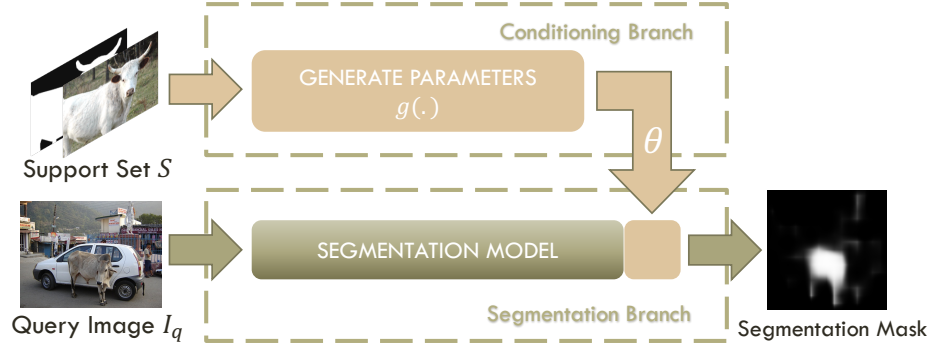 Conditioning Branch
GENERATE PARAMETERS
g(.)
θ
Support Set S
SEGMENTATION MODEL
Segmentation Branch
Query Image I_q
Segmentation Mask